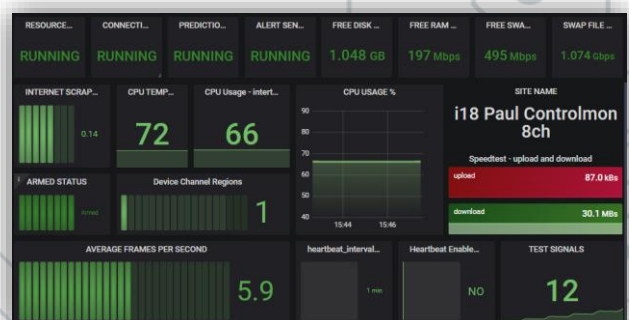 RESOURCE... CONNECTI... PREDICTIO... ALERT SEN... FREE DISK ... FREE RAM ... FREE SWA... SWAP FILE ...
RUNNING RUNNING RUNNING RUNNING 1.048 GB 197 Mbps 495 Mbps 1.074 Gbps
INTERNET SCRAP... CPU TEMP... CPU Usage - intert... CPU USAGE % SITE NAME
0.14 72 66
90
80
70
60
50
40
15:44 15:46
i18 Paul Controlmon
8ch
Speedtest - upload and download
upload 87.0 kBs
download 30.1 MBs
ARMED STATUS Device Channel Regions
Armed 1
AVERAGE FRAMES PER SECOND heartbeat_interval... Heartbeat Enable... TEST SIGNALS
5.9 1 min NO 12